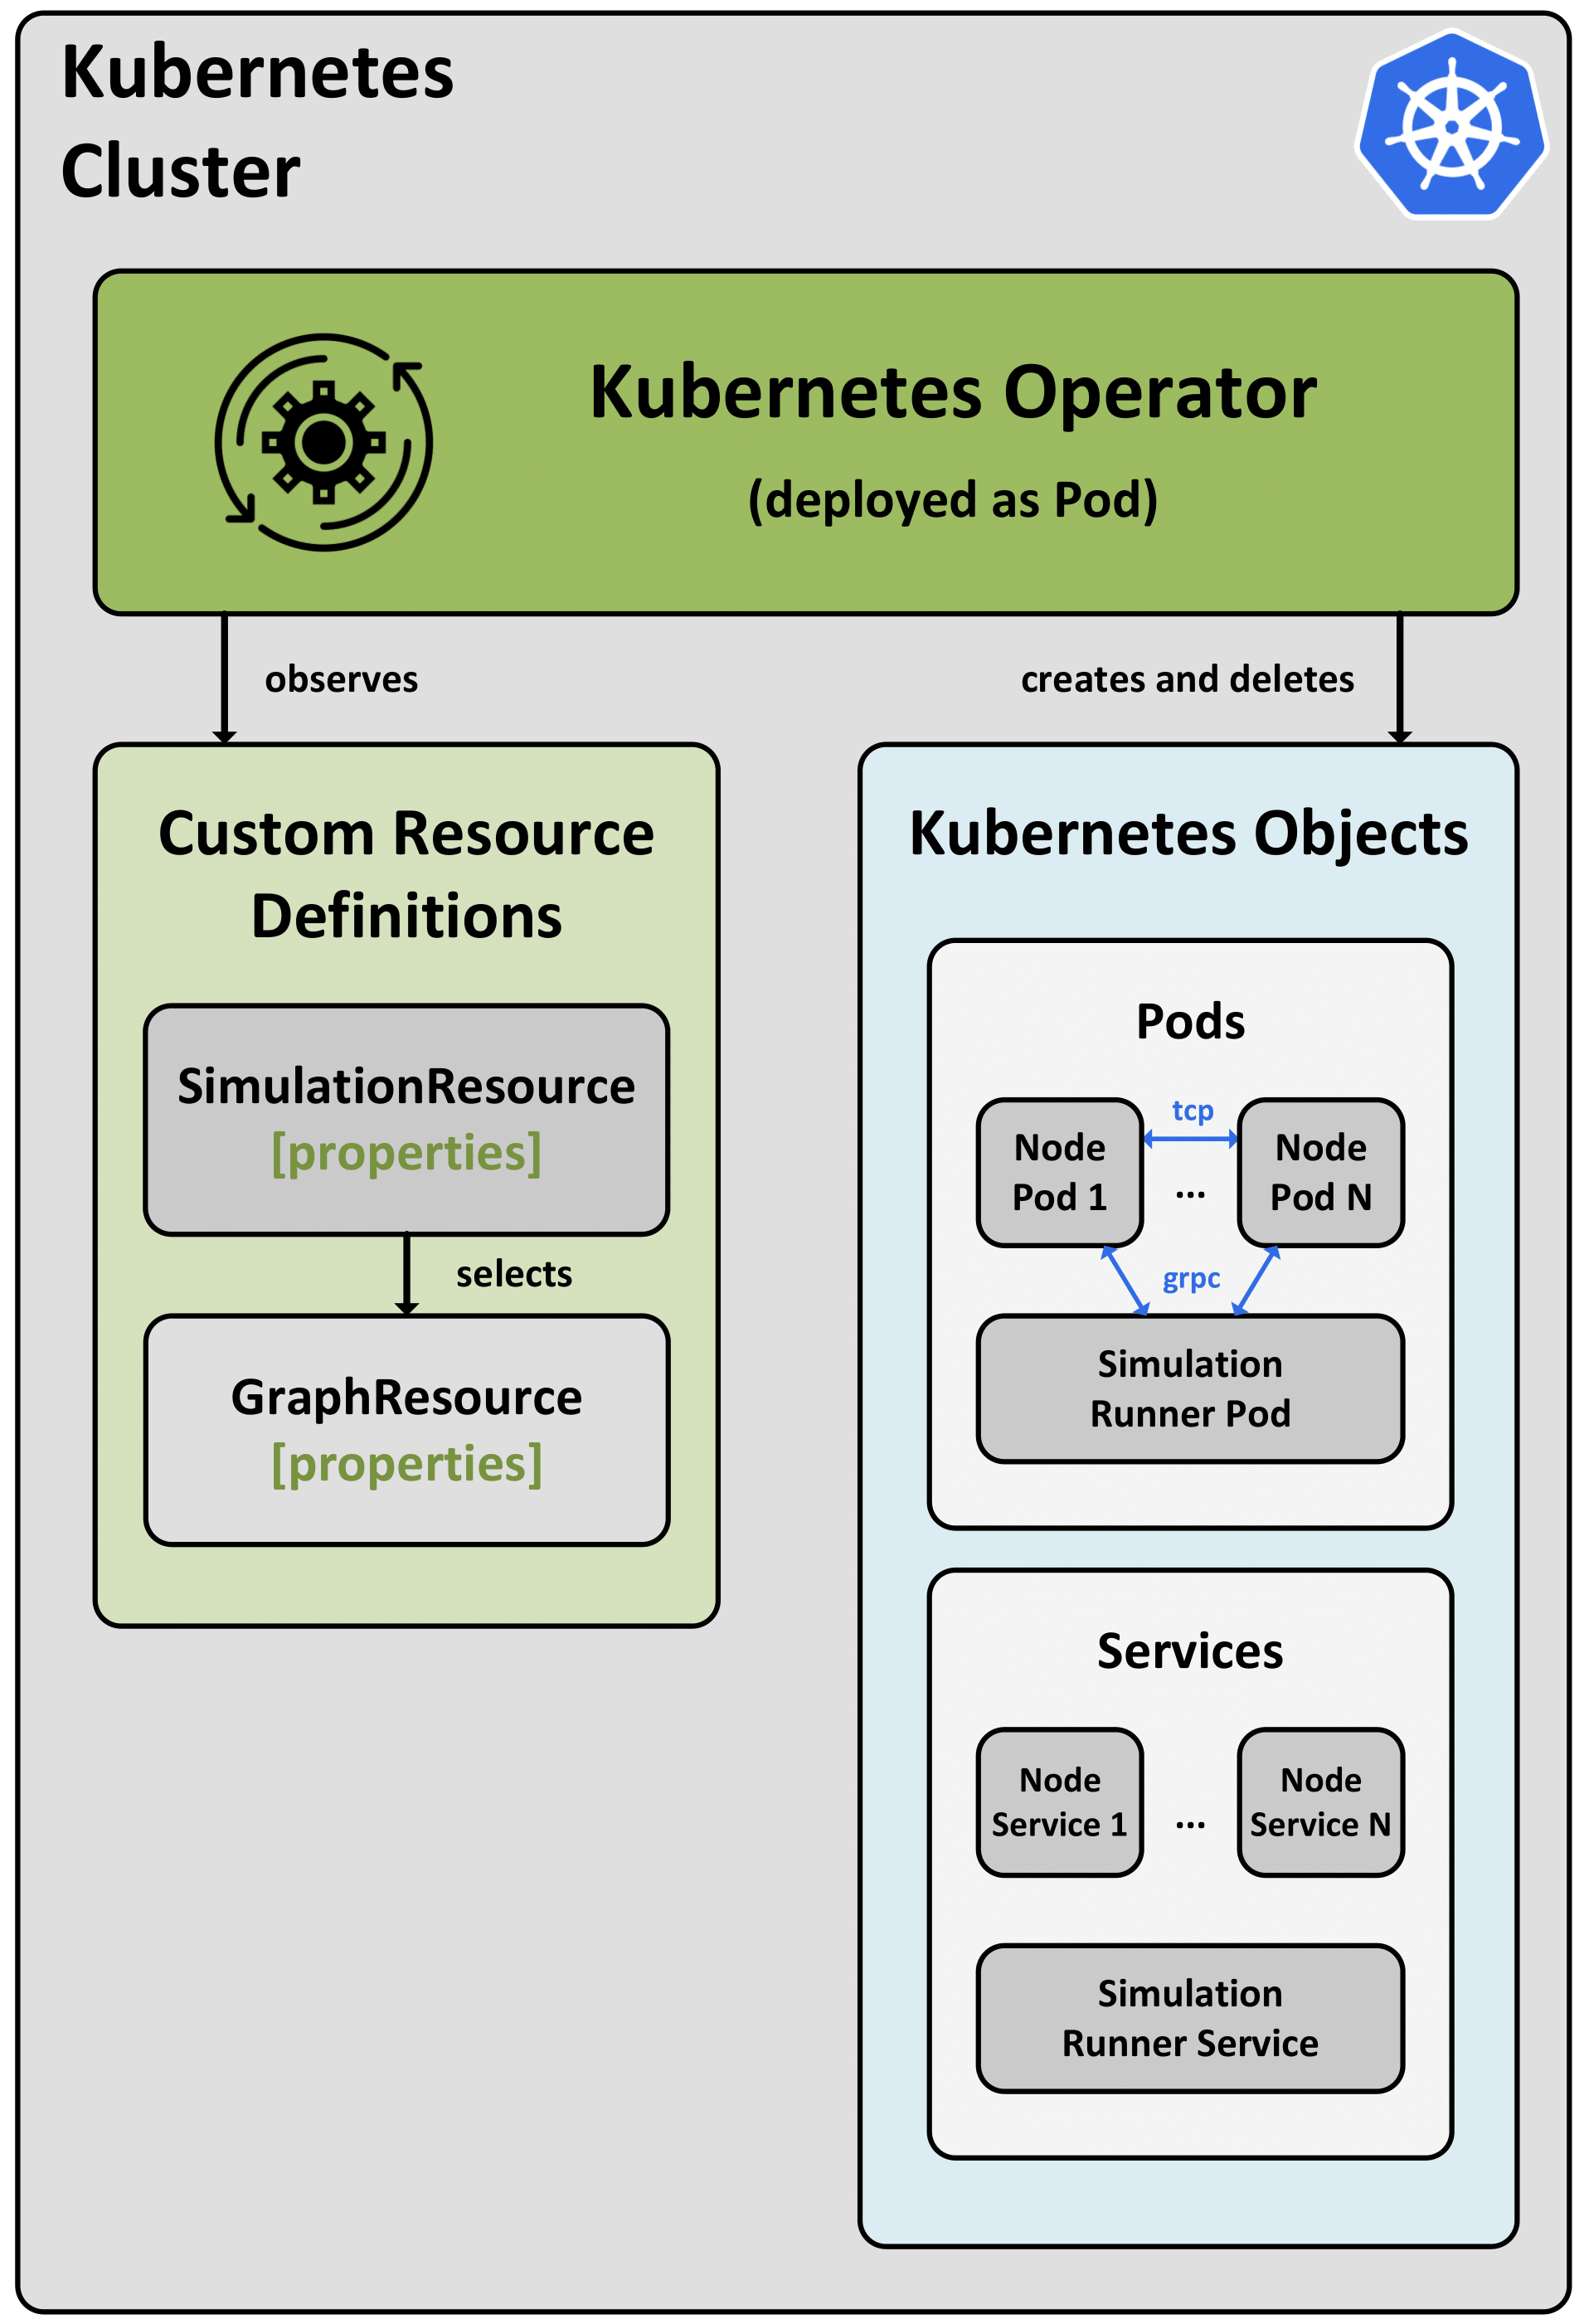 Kubernetes
Cluster
Kubernetes Operator
(deployed as Pod)
observes
creates and deletes
Custom Resource
Definitions
SimulationResource
[properties]
selects
GraphResource
[properties]
Kubernetes Objects
Pods
Node
Pod 1
tcp
...
Node
Pod N
grpc
Simulation
Runner Pod
Services
Node
Service 1
...
Node
Service N
Simulation
Runner Service